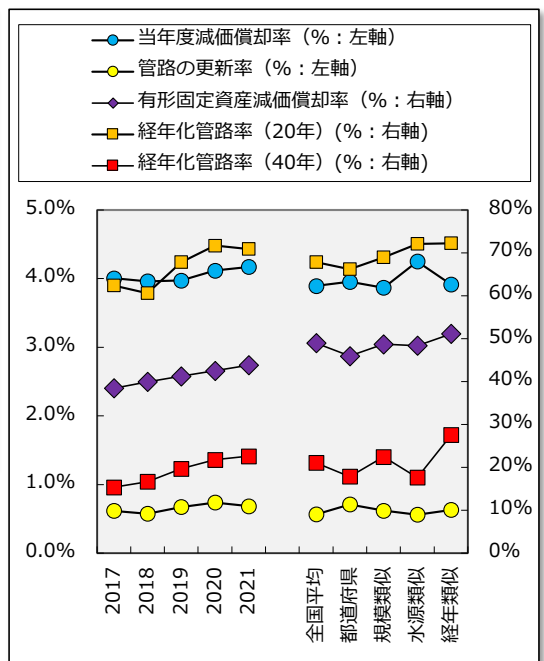 当年度減価償却率（%：左軸）
管路の更新率（%：左軸）
有形固定資産減価償却率（%：右軸）
経年化管路率（20年）(%：右軸)
経年化管路率（40年）(%：右軸)
5.0%
4.0%
3.0%
2.0%
1.0%
0.0%
80%
70%
60%
50%
40%
30%
20%
10%
0%
2017
2018
2019
2020
2021
全国平均
都道府県
規模類似
水源類似
経年類似